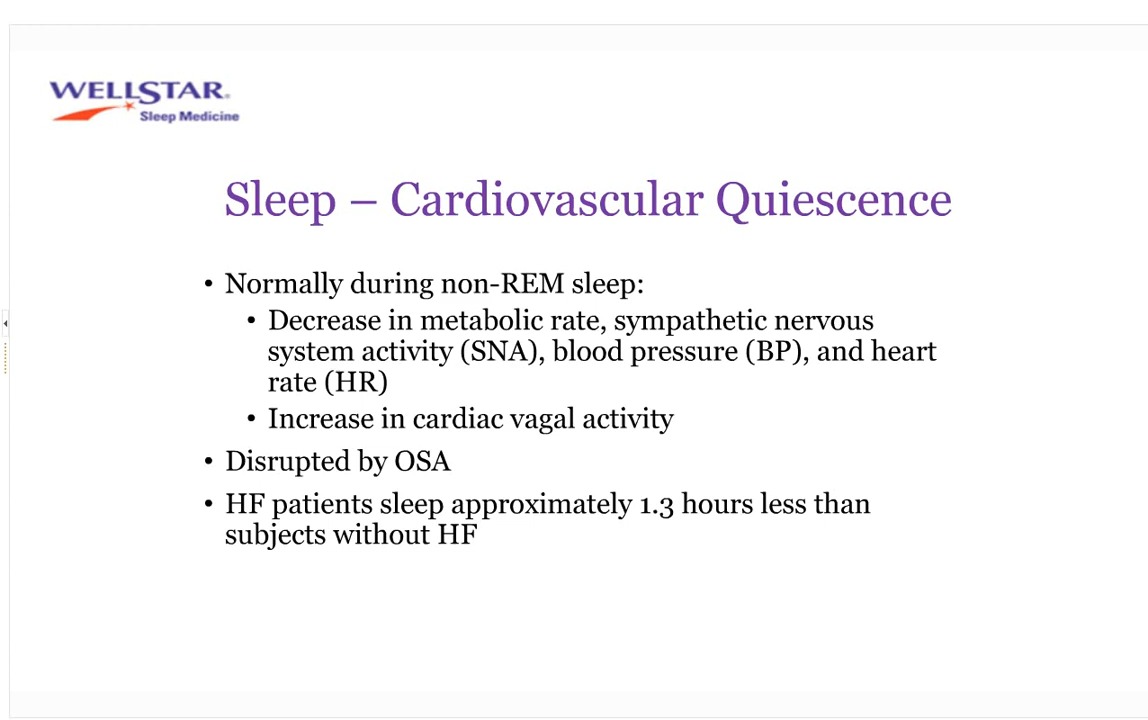 WELLSTAR®
Sleep Medicine
Sleep – Cardiovascular Quiescence
• Normally during non-REM sleep:
• Decrease in metabolic rate, sympathetic nervous
system activity (SNA), blood pressure (BP), and heart
rate (HR)
• Increase in cardiac vagal activity
• Disrupted by OSA
• HF patients sleep approximately 1.3 hours less than
subjects without HF